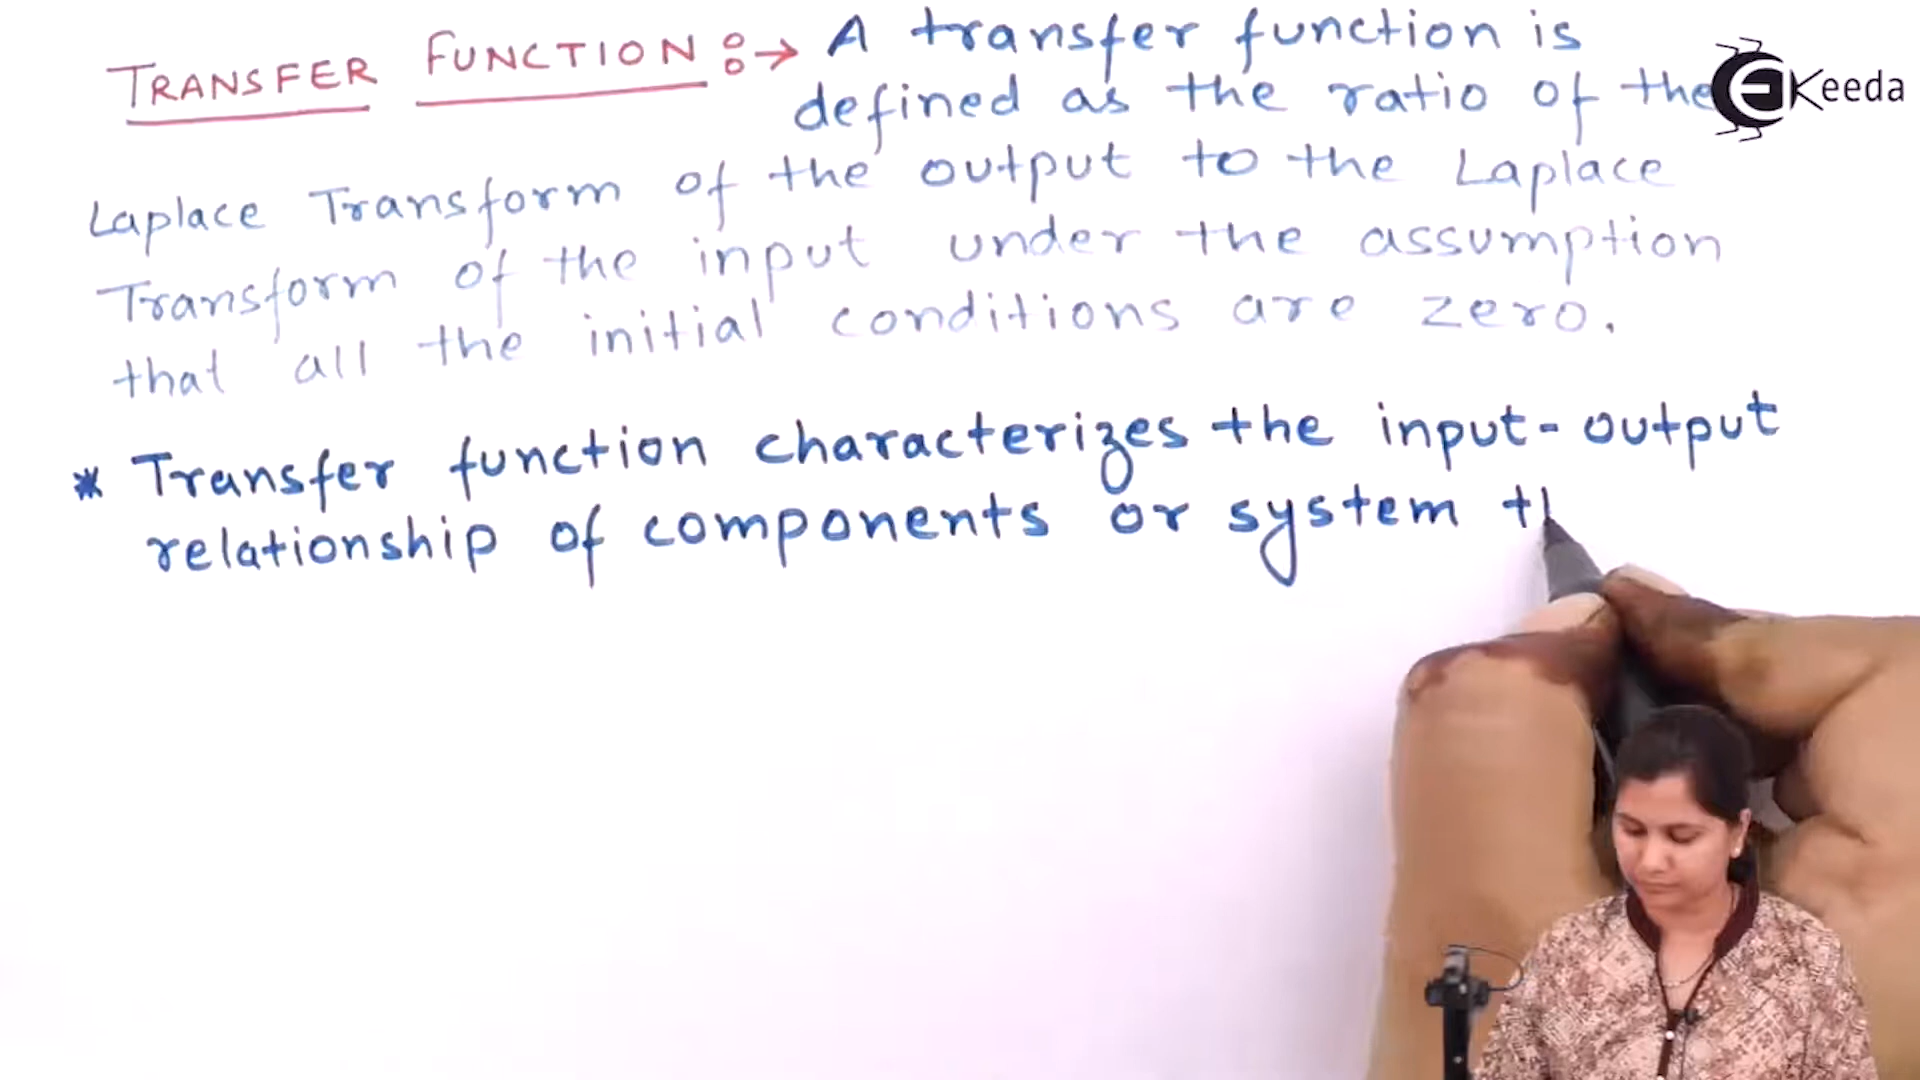 TRANSFER FUNCTION :→ A transfer function is
defined as the ratio of the
Laplace Transform of the output to the Laplace
Transform of the input under the assumption
that all the initial conditions are zero.
* Transfer function characterizes the input-output
relationship of components or system th
EKeeda